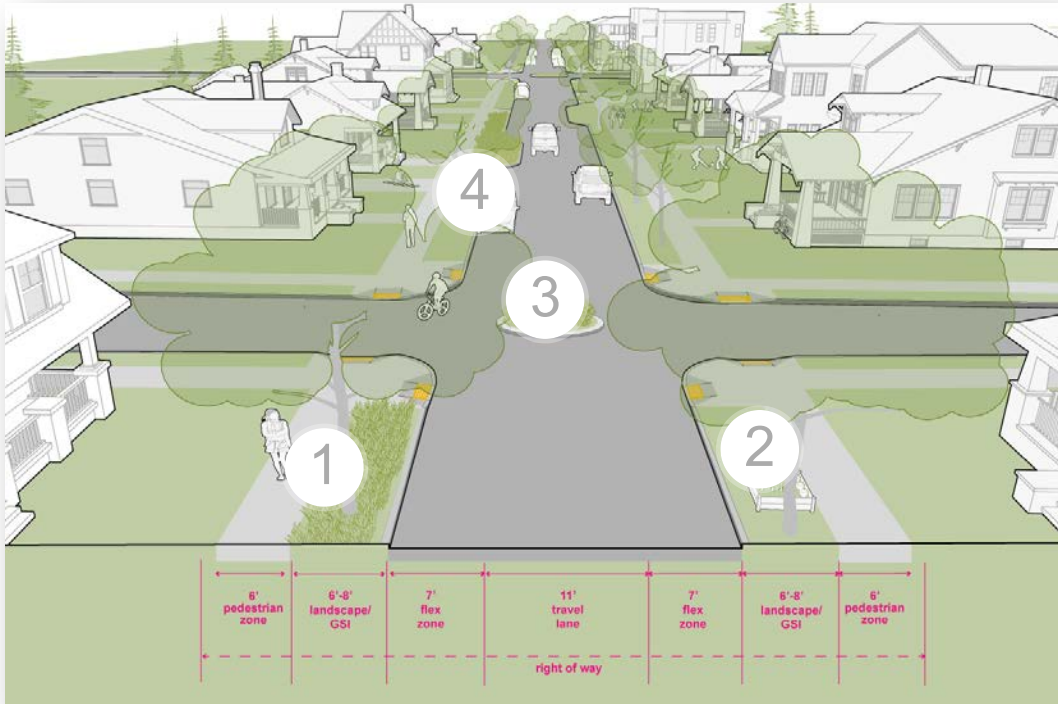 4
3
1
2
6' pedestrian zone
6'-8' landscape/ GSI
7' flex zone
11' travel lane
7' flex zone
6'-8' landscape/ GSI
6' pedestrian zone
right of way